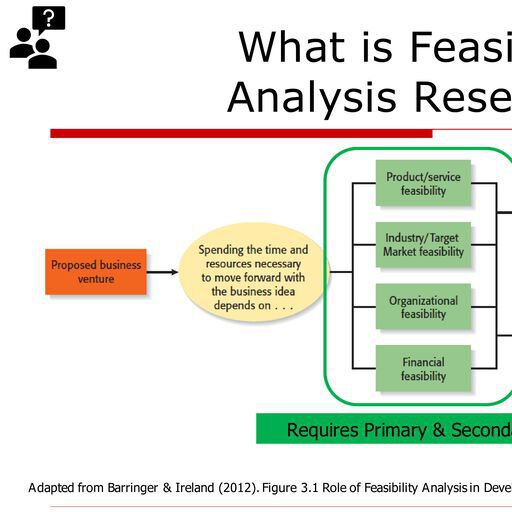 ?
What is Feasi
Analysis Rese
Product/service
feasibility
Industry/Target
Market feasibility
Proposed business
venture
Spending the time and
resources necessary
to move forward with
the business idea
depends on . . .
Organizational
feasibility
Financial
feasibility
Requires Primary & Seconda
Adapted from Barringer & Ireland (2012). Figure 3.1 Role of Feasibility Analysis in Deve